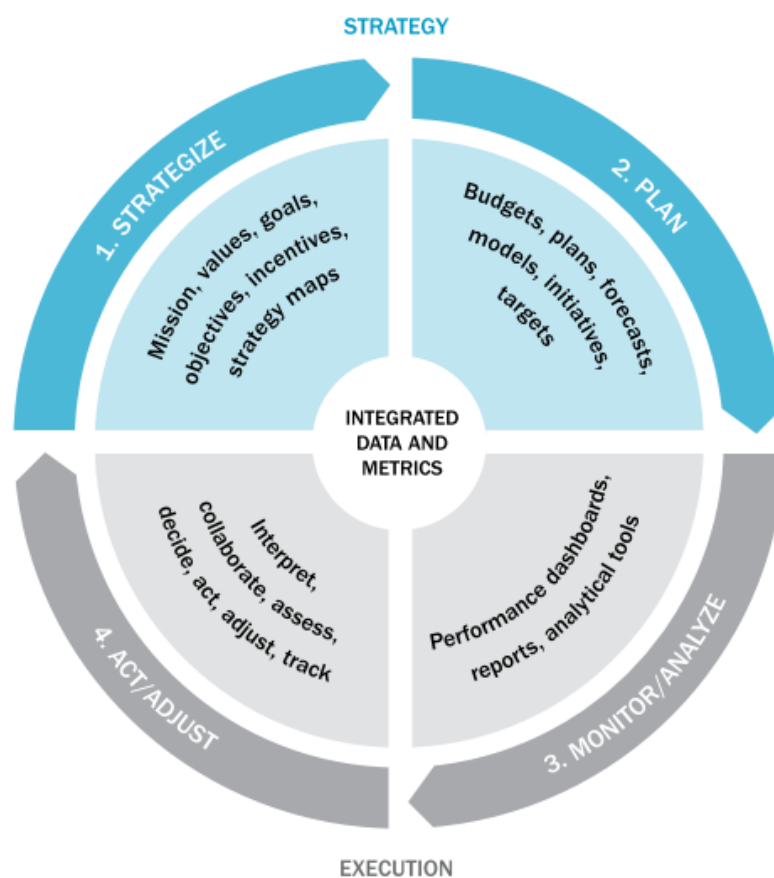 STRATEGY
1. STRATEGIZE
Mission, values, goals,
objectives, incentives,
strategy maps
2. PLAN
Budgets, plans, forecasts,
models, initiatives,
targets
INTEGRATED
DATA AND
METRICS
Interpret,
collaborate, assess,
decide, act, adjust, track
4. ACT/ADJUST
Performance dashboards,
reports, analytical tools
3. MONITOR/ANALYZE
EXECUTION